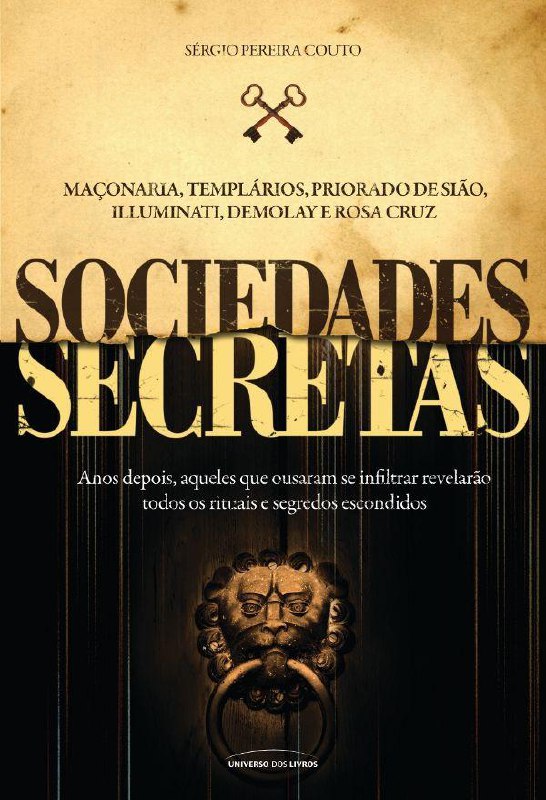 SÉRGIO PEREIRA COUTO
MAÇONARIA, TEMPLÁRIOS, PRIORADO DE SIÃO,
ILLUMINATI, DEMOLAY E ROSA CRUZ
SOCIEDADES
SECRETAS
Anos depois, aqueles que ousaram se infiltrar revelarão
todos os rituais e segredos escondidos
UNIVERSO DOS LIVROS